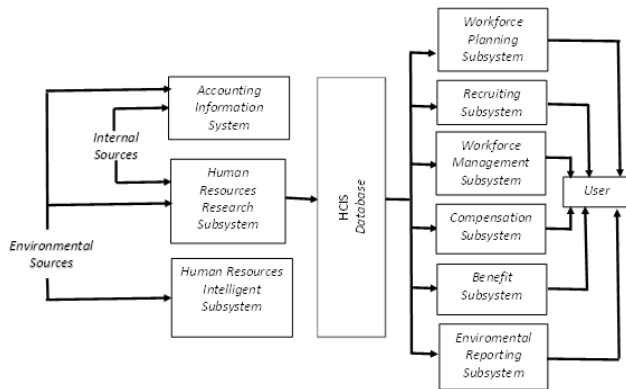 Internal
Sources
Environmental
Sources
Accounting
Information
System
Human
Resources
Research
Subsystem
Human Resources
Intelligent
Subsystem
HCIS
Database
Workforce
Planning
Subsystem
Recruiting
Subsystem
Workforce
Management
Subsystem
Compensation
Subsystem
Benefit
Subsystem
Enviromental
Reporting
Subsystem
User